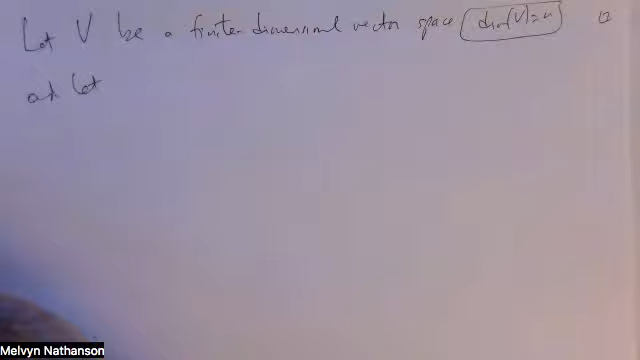 Let V be a finite dimensional vector space (dim(V)=n)
and let
Melvyn Nathanson